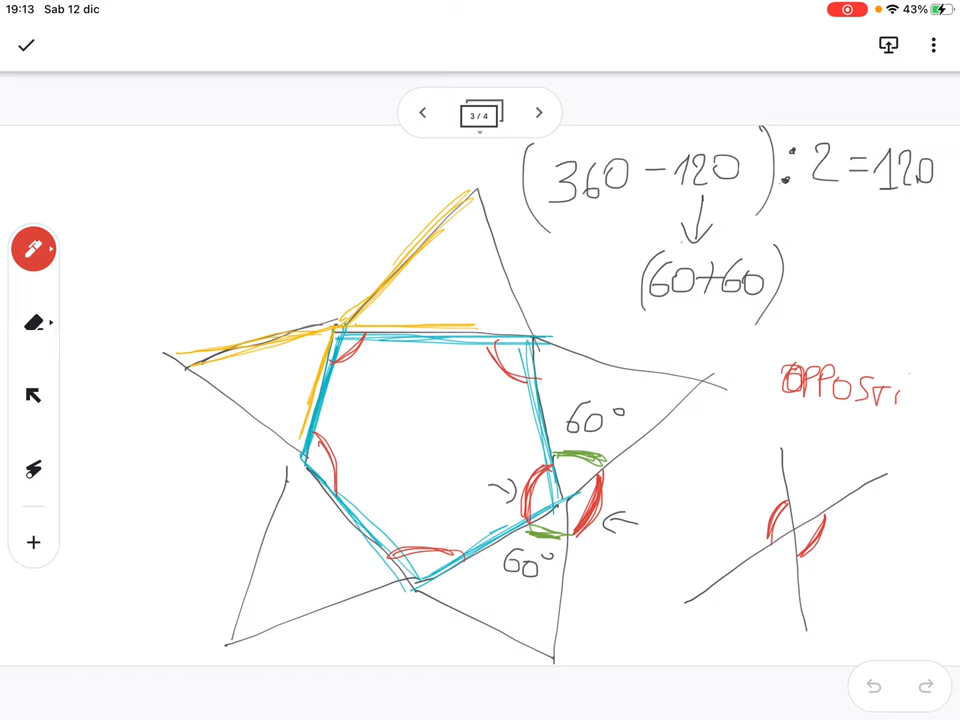 19:13 Sab 12 dic
43%
3 / 4
(360 - 120) : 2 = 120
(60+60)
OPPOSTI
60°
60°